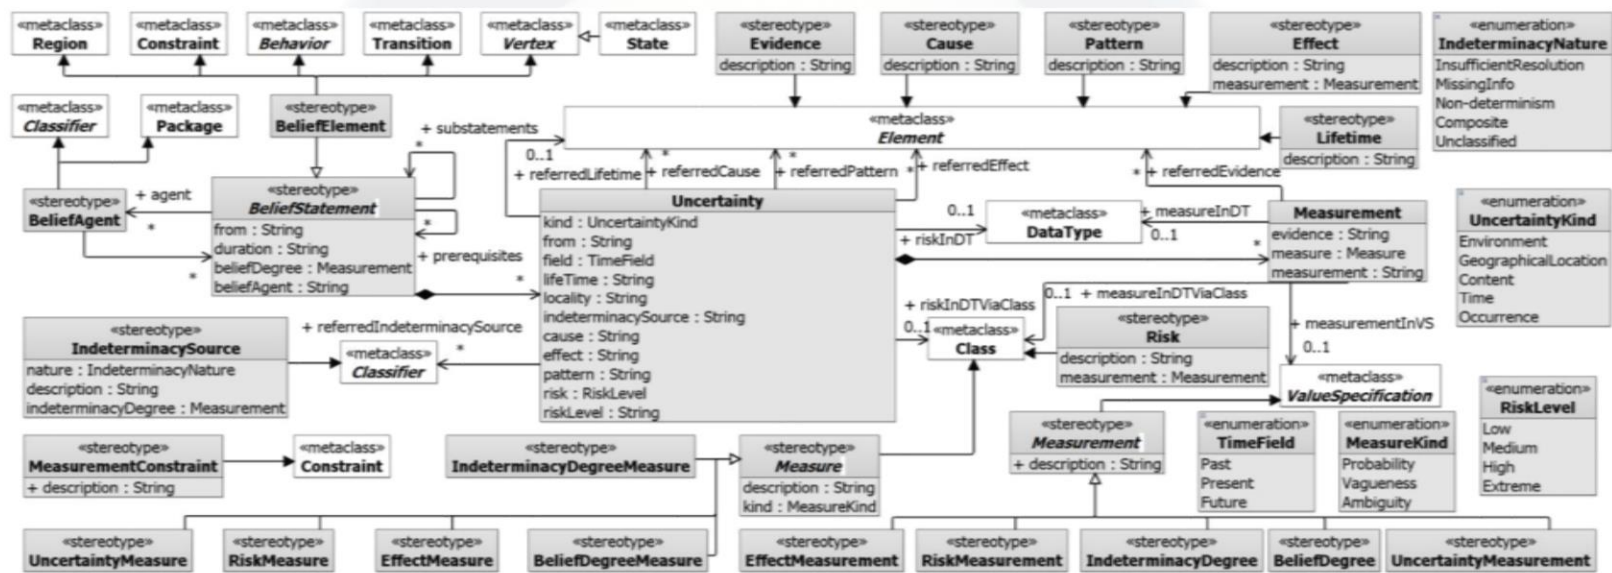 «metaclass»
Region
«metaclass»
Constraint
«metaclass»
Behavior
«metaclass»
Transition
«metaclass»
Vertex
«metaclass»
State
«stereotype»
Evidence
description : String
«stereotype»
Cause
description : String
«stereotype»
Pattern
description : String
«stereotype»
Effect
description : String
measurement : Measurement
«enumeration»
IndeterminacyNature
InsufficientResolution
MissingInfo
Non-determinism
Composite
Unclassified
«metaclass»
Classifier
«metaclass»
Package
«stereotype»
BeliefElement
+ substatements
*
«metaclass»
Element
«stereotype»
Lifetime
description : String
0..1
+ referredLifetime
*
+ referredCause
*
+ referredPattern
*
+ referredEffect
*
+ referredEvidence
«stereotype»
BeliefAgent
+ agent
*
*
«stereotype»
BeliefStatement
from : String
duration : String
beliefDegree : Measurement
beliefAgent : String
*
+ prerequisites
*
Uncertainty
kind : UncertaintyKind
from : String
field : TimeField
lifeTime : String
locality : String
indeterminacySource : String
cause : String
effect : String
pattern : String
risk : RiskLevel
riskLevel : String
0..1
+ riskInDT
«metaclass»
DataType
+ measureInDT
0..1
*
Measurement
evidence : String
measure : Measure
measurement : String
«enumeration»
UncertaintyKind
Environment
GeographicalLocation
Content
Time
Occurrence
+ riskInDTViaClass
0..1
0..1 + measureInDTViaClass
+ measurementInVS
0..1
«stereotype»
IndeterminacySource
nature : IndeterminacyNature
description : String
indeterminacyDegree : Measurement
+ referredIndeterminacySource
*
«metaclass»
Classifier
«metaclass»
Class
«stereotype»
Risk
description : String
measurement : Measurement
«metaclass»
ValueSpecification
«enumeration»
RiskLevel
Low
Medium
High
Extreme
«stereotype»
MeasurementConstraint
+ description : String
«metaclass»
Constraint
«stereotype»
IndeterminacyDegreeMeasure
«stereotype»
Measure
description : String
kind : MeasureKind
«stereotype»
Measurement
+ description : String
«enumeration»
TimeField
Past
Present
Future
«enumeration»
MeasureKind
Probability
Vagueness
Ambiguity
«stereotype»
UncertaintyMeasure
«stereotype»
RiskMeasure
«stereotype»
EffectMeasure
«stereotype»
BeliefDegreeMeasure
«stereotype»
EffectMeasurement
«stereotype»
RiskMeasurement
«stereotype»
IndeterminacyDegree
«stereotype»
BeliefDegree
«stereotype»
UncertaintyMeasurement